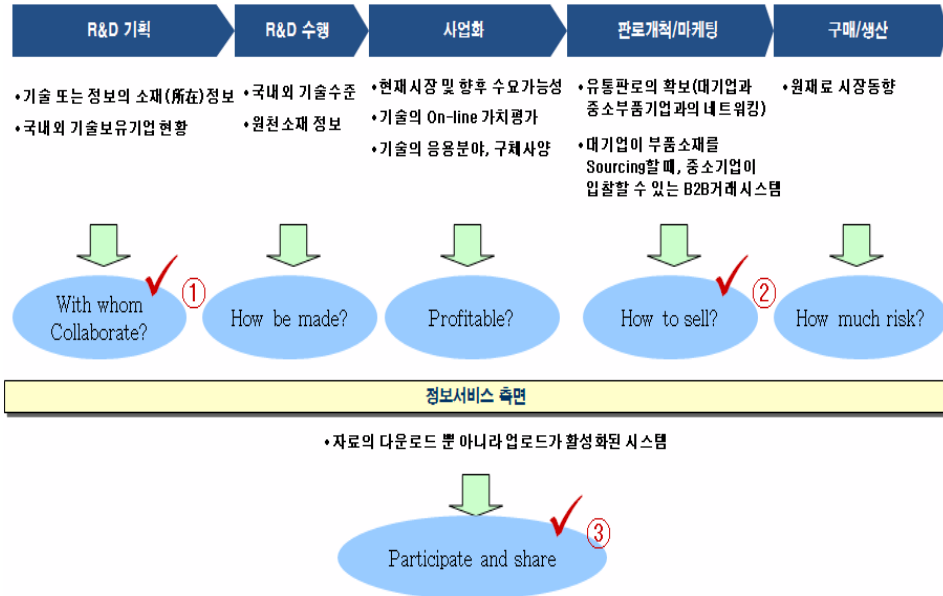 R&D 기획
R&D 수행
사업화
판로개척/마케팅
구매/생산
•기술 또는 정보의 소재(所在)정보
•국내외 기술보유기업 현황
•국내외 기술수준
•원천소재 정보
•현재시장 및 향후 수요가능성
•기술의 On-line 가치평가
•기술의 응용분야, 구체사양
•유통판로의 확보(대기업과
중소부품기업과의 네트워킹)
•대기업이 부품소재를
Sourcing할 때, 중소기업이
입찰할 수 있는 B2B거래 시스템
•원재료 시장동향
With whom
Collaborate?
①
How be made?
Profitable?
How to sell?
②
How much risk?
정보서비스 측면
•자료의 다운로드 뿐 아니라 업로드가 활성화된 시스템
Participate and share
③